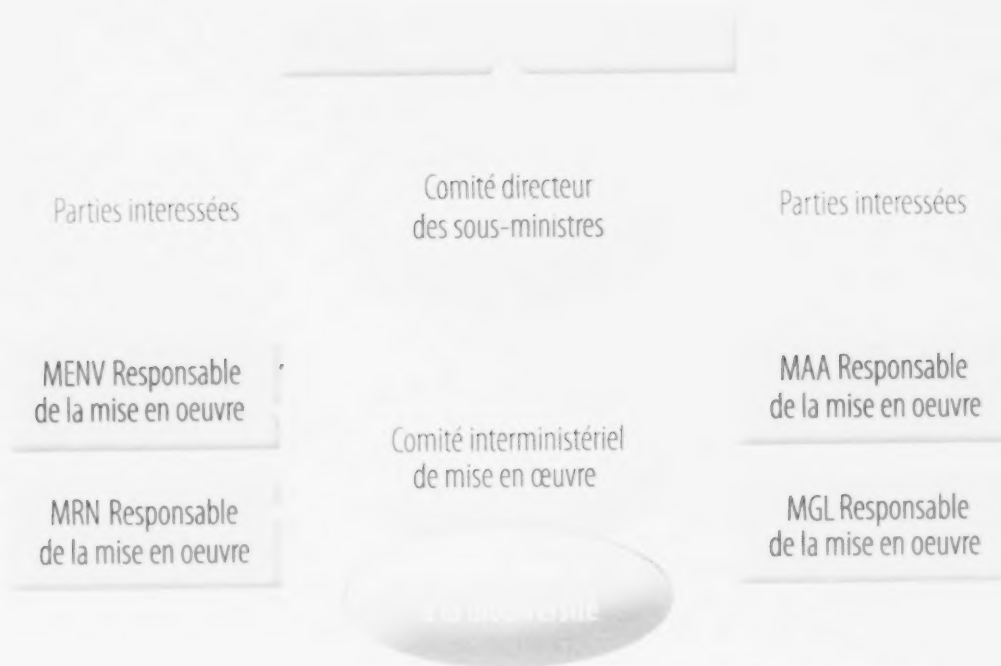 Parties interessées
Comité directeur
des sous-ministres
Parties interessées
MENV Responsable
de la mise en oeuvre
MAA Responsable
de la mise en oeuvre
Comité interministériel
de mise en œuvre
MRN Responsable
de la mise en oeuvre
MGL Responsable
de la mise en oeuvre
à la biodiversité